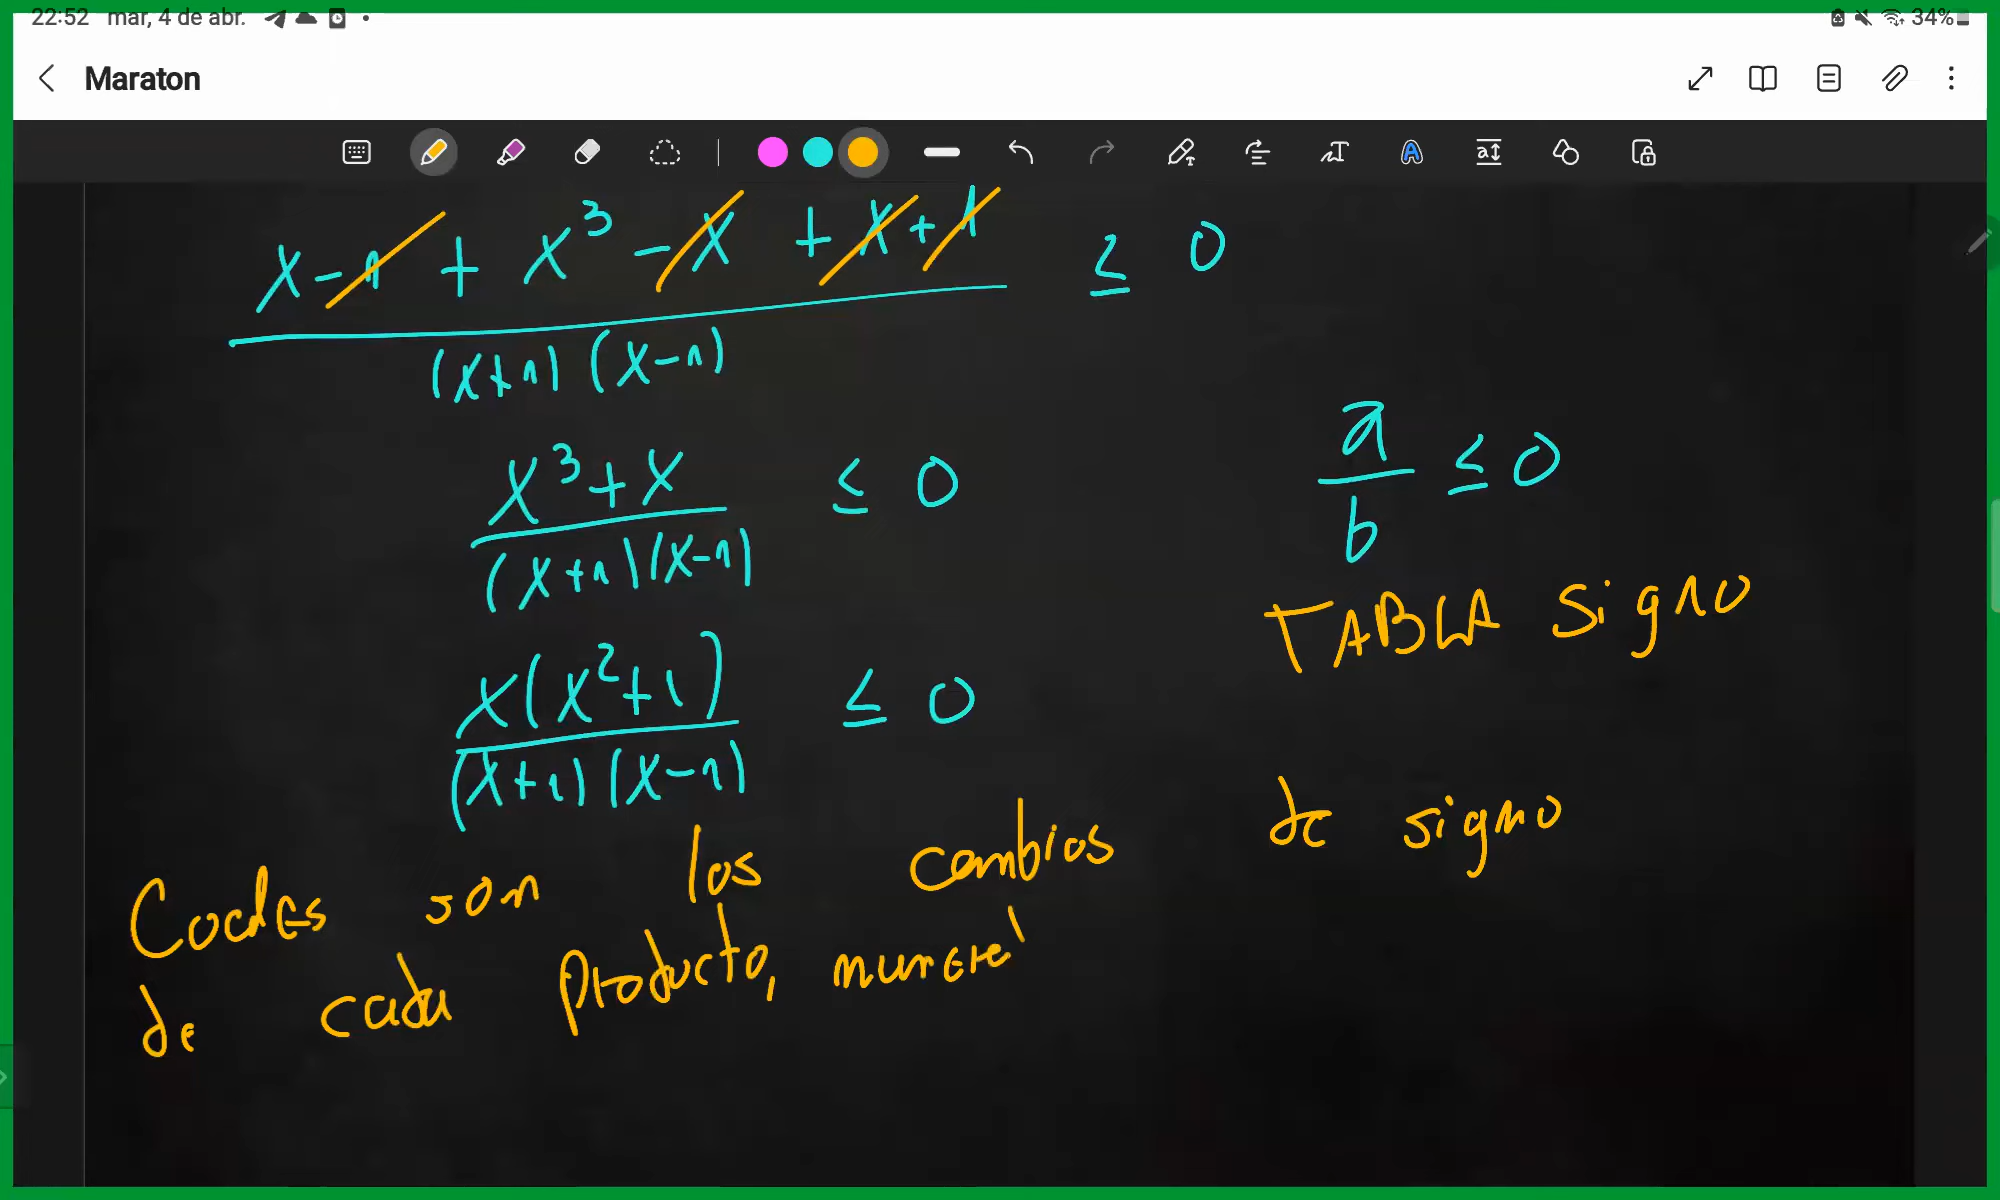 22:52 mar, 4 de abr. 34%
Maraton
x-1 + x³ - x + x + 1 ≤ 0
(x+1) (x-1)
x³+x ≤ 0
(x+1)(x-1)
a ≤ 0
b
TABLA Signo
x(x²+1) ≤ 0
(x+1)(x-1)
Coches son los cambios de signo
de cada Producto, numera